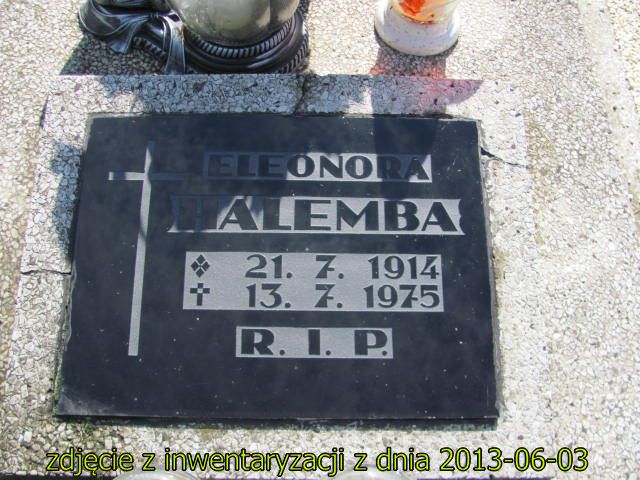 ELEONORA
HALEMBA
21. 7. 1914
13. 7. 1975
R. I. P.
zdjęcie z inwentaryzacji z dnia 2013-06-03